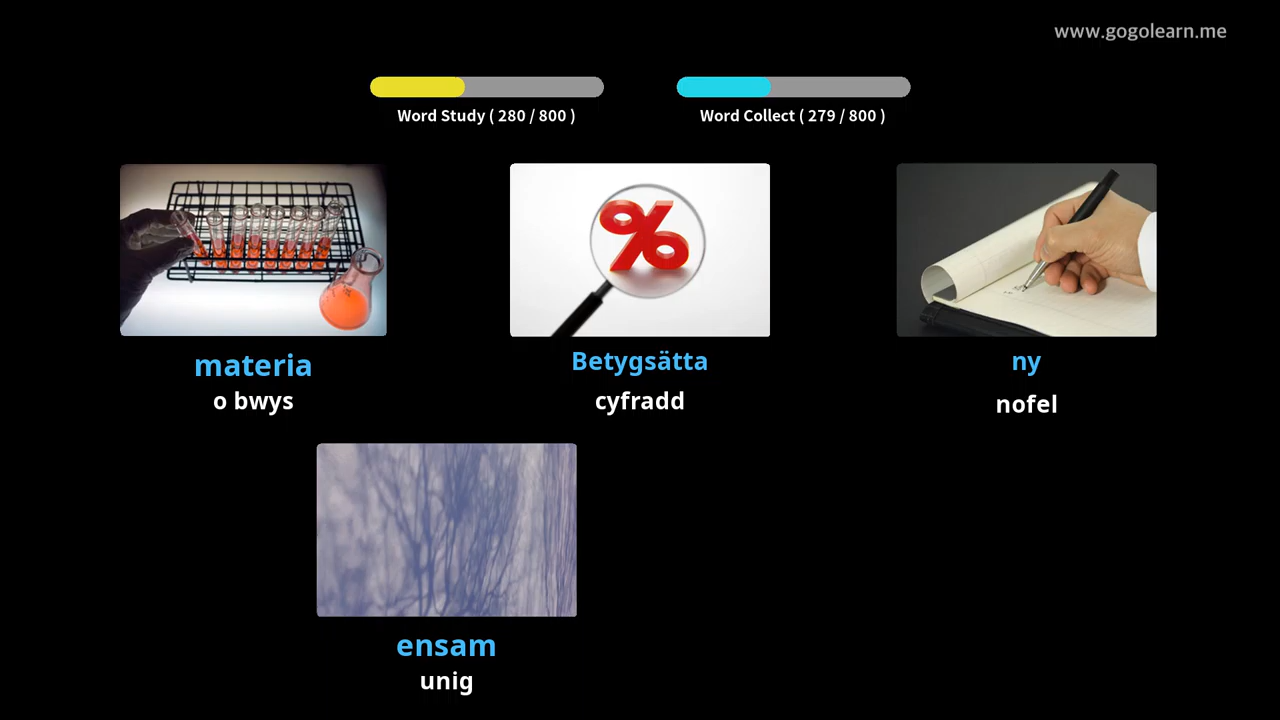 www.gogolearn.me
Word Study ( 280 / 800 )
Word Collect ( 279 / 800 )
materia
o bwys
Betygsätta
cyfradd
ny
nofel
ensam
unig